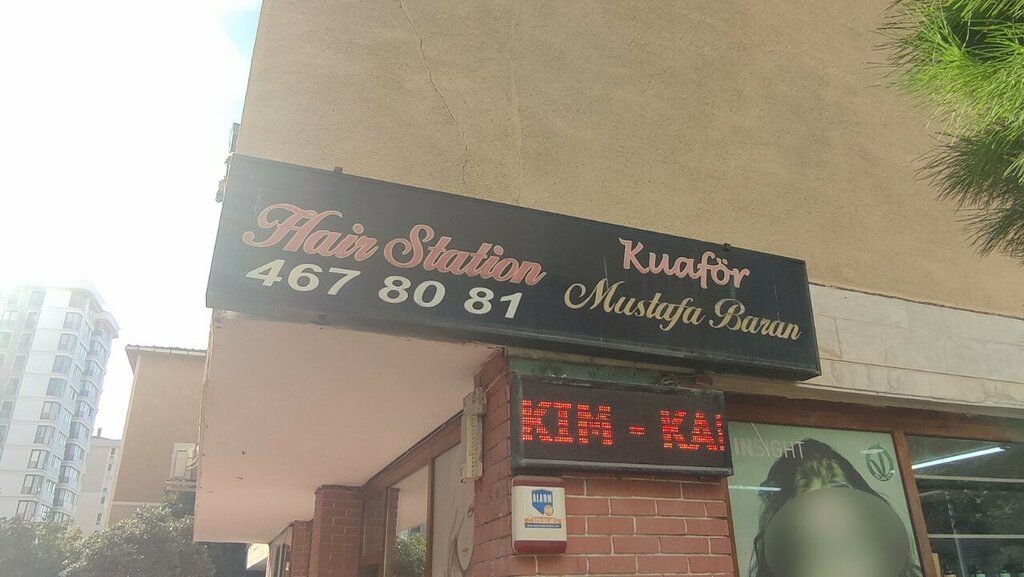 Hair Station
467 80 81
Kuaför
Mustafa Baran
KIM - KA
INSIGHT
ALARM